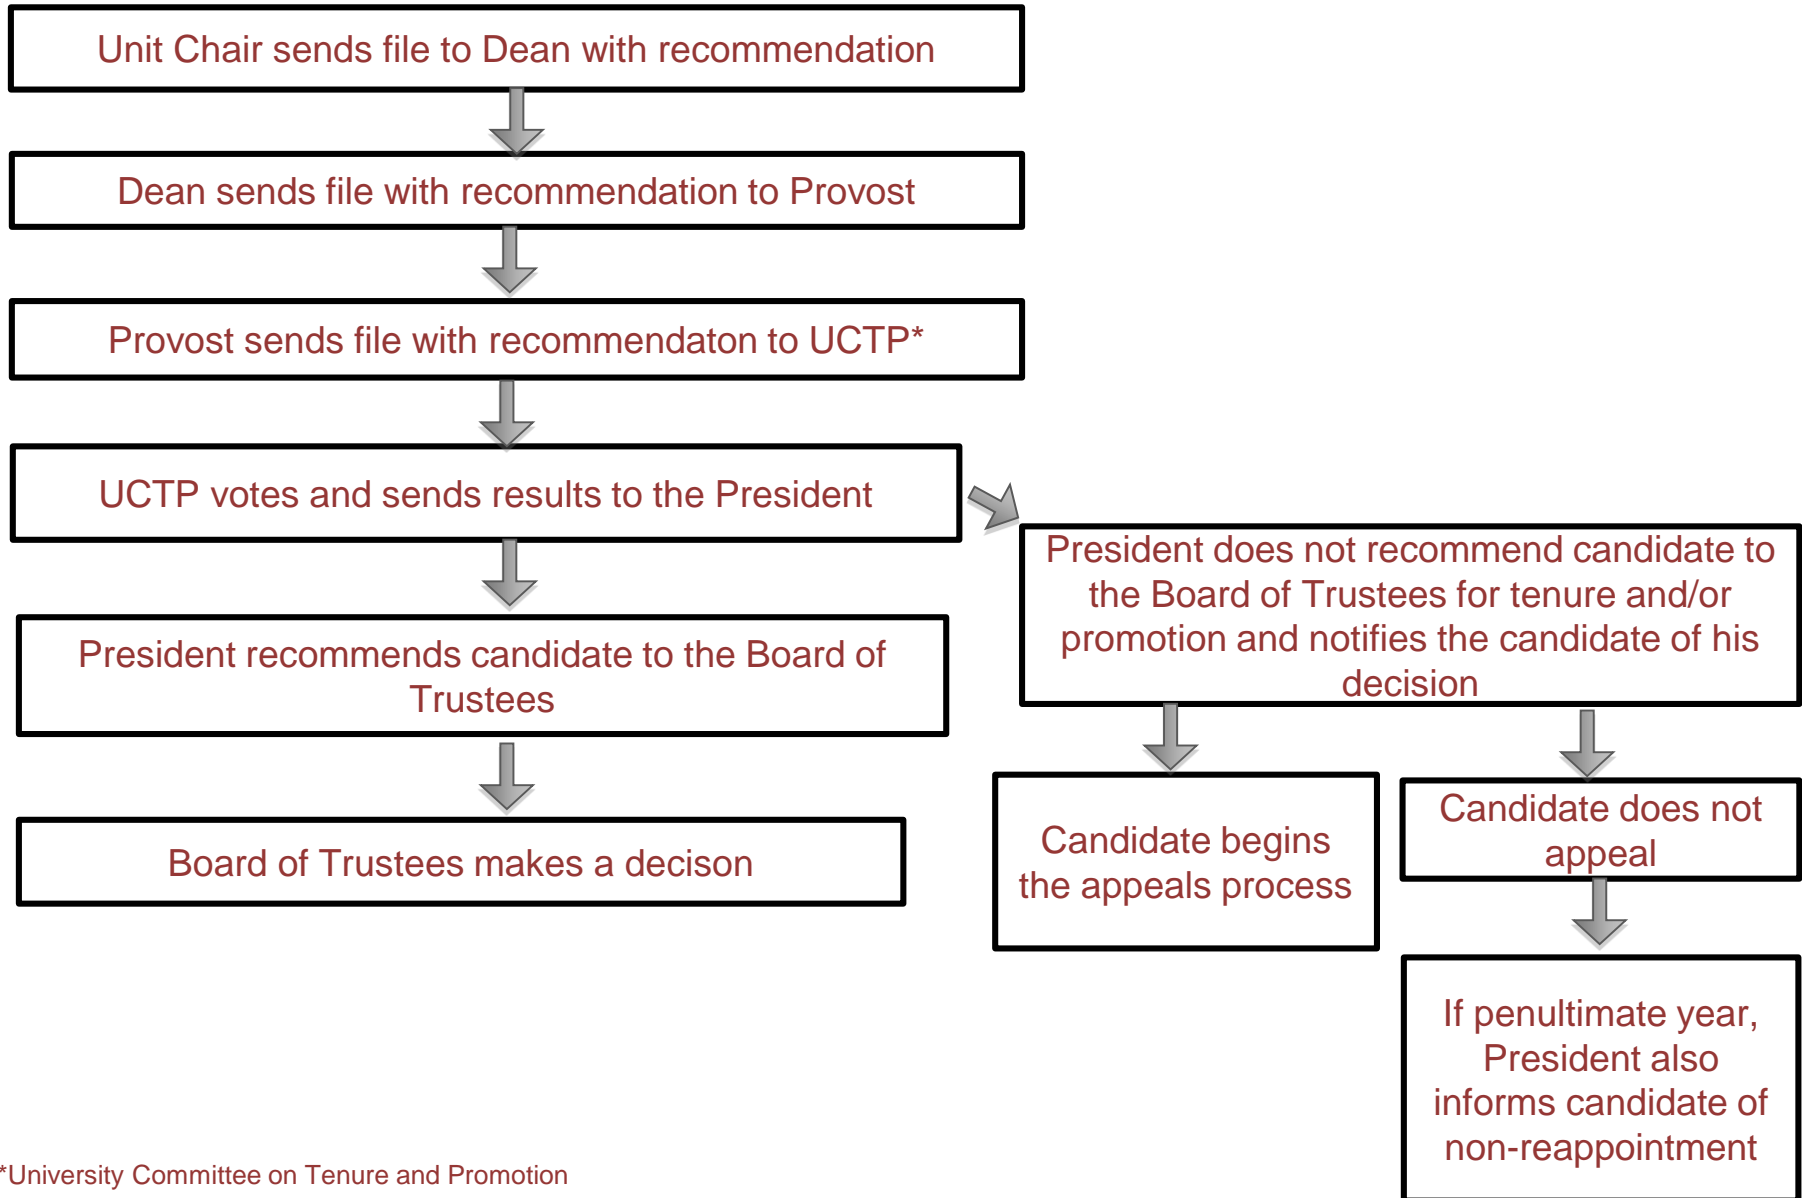 Unit Chair sends file to Dean with recommendation
Dean sends file with recommendation to Provost
Provost sends file with recommendaton to UCTP*
UCTP votes and sends results to the President
President recommends candidate to the Board of
Trustees
Board of Trustees makes a decison
President does not recommend candidate to
the Board of Trustees for tenure and/or
promotion and notifies the candidate of his
decision
Candidate begins
the appeals process
Candidate does not
appeal
If penultimate year,
President also
informs candidate of
non-reappointment
*University Committee on Tenure and Promotion